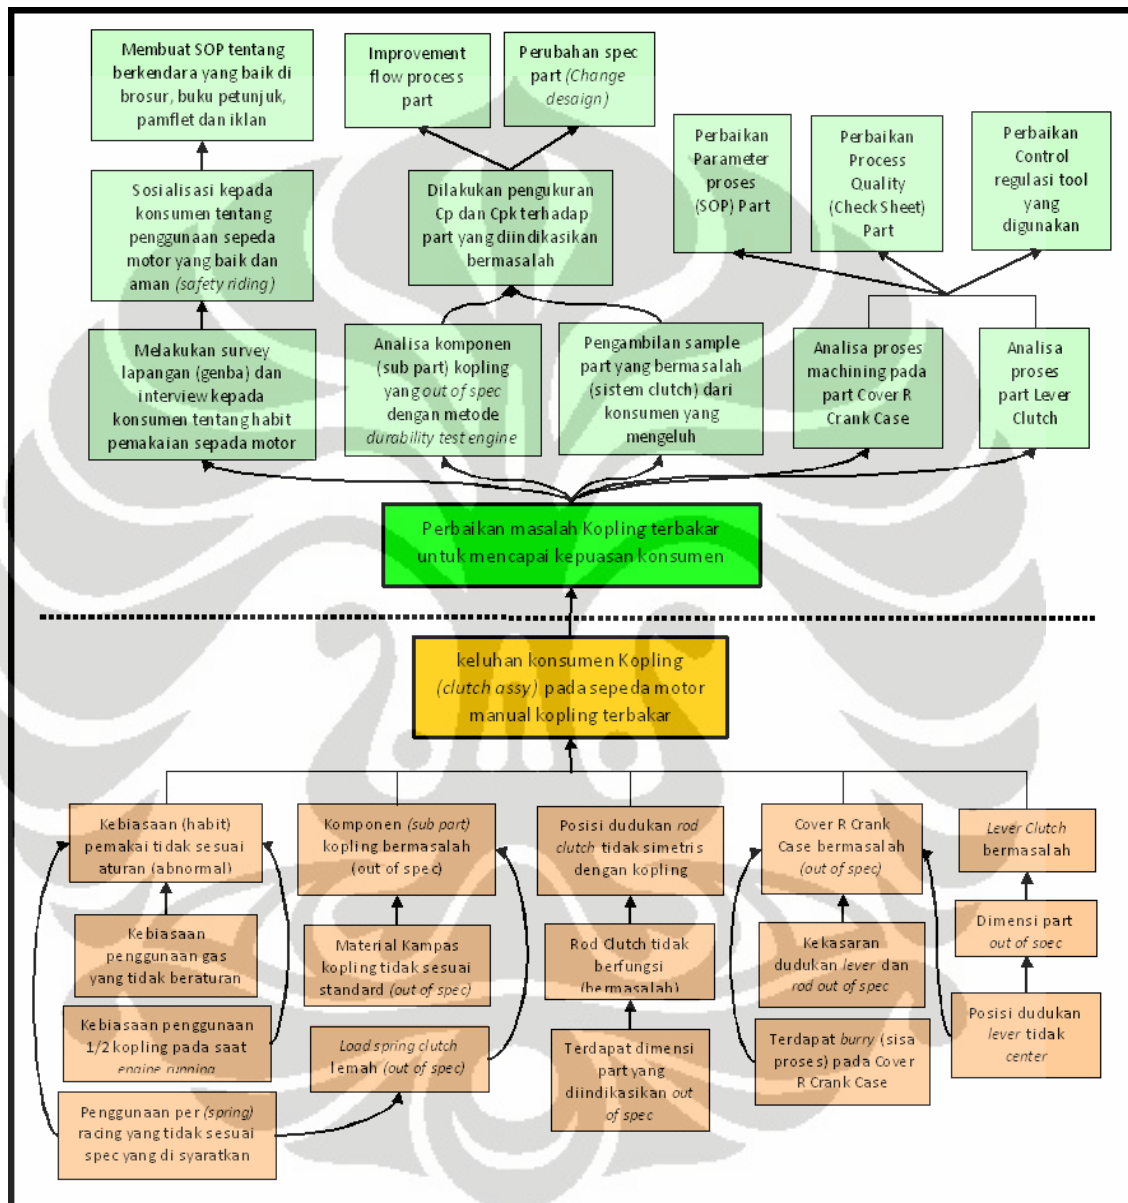 Membuat SOP tentang
berkendara yang baik di
brosur, buku petunjuk,
pamflet dan iklan
Improvement
flow process
part
Perubahan spec
part (Change
desaign)
Perbaikan
Parameter
proses
(SOP) Part
Perbaikan
Process
Quality
(Check Sheet)
Part
Perbaikan
Control
regulasi tool
yang
digunakan
Sosialisasi kepada
konsumen tentang
penggunaan sepeda
motor yang baik dan
aman (safety riding)
Dilakukan pengukuran
Cp dan Cpk terhadap
part yang diindikasikan
bermasalah
Melakukan survey
lapangan (genba) dan
interview kepada
konsumen tentang habit
pemakaian sepada motor
Analisa komponen
(sub part) kopling
yang out of spec
dengan metode
durability test engine
Pengambilan sample
part yang bermasalah
(sistem clutch) dari
konsumen yang
mengeluh
Analisa proses
machining pada
part Cover R
Crank Case
Analisa
proses
part Lever
Clutch
Perbaikan masalah Kopling terbakar
untuk mencapai kepuasan konsumen
keluhan konsumen Kopling
(clutch assy) pada sepeda motor
manual kopling terbakar
Kebiasaan (habit)
pemakai tidak sesuai
aturan (abnormal)
Komponen (sub part)
kopling bermasalah
(out of spec)
Posisi dudukan rod
clutch tidak simetris
dengan kopling
Cover R Crank
Case bermasalah
(out of spec)
Lever Clutch
bermasalah
Kebiasaan
penggunaan gas
yang tidak beraturan
Material Kampas
kopling tidak sesuai
standard (out of spec)
Rod Clutch tidak
berfungsi
(bermasalah)
Kekasaran
dudukan lever dan
rod out of spec
Dimensi part
out of spec
Kebiasaan penggunaan
1/2 kopling pada saat
engine running
Load spring clutch
lemah (out of spec)
Terdapat dimensi
part yang
diindikasikan out
of spec
Terdapat burry (sisa
proses) pada Cover
R Crank Case
Posisi dudukan
lever tidak
center
Penggunaan per (spring)
racing yang tidak sesuai
spec yang di syaratkan